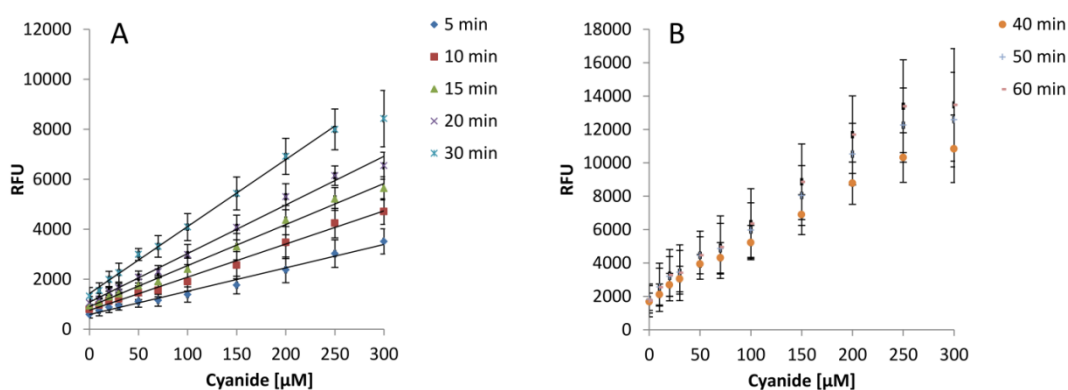 A
RFU
12000
10000
8000
6000
4000
2000
0
0 50 100 150 200 250 300
Cyanide [µM]
5 min
10 min
15 min
20 min
30 min
B
RFU
18000
16000
14000
12000
10000
8000
6000
4000
2000
0
0 50 100 150 200 250 300
Cyanide [µM]
40 min
50 min
60 min